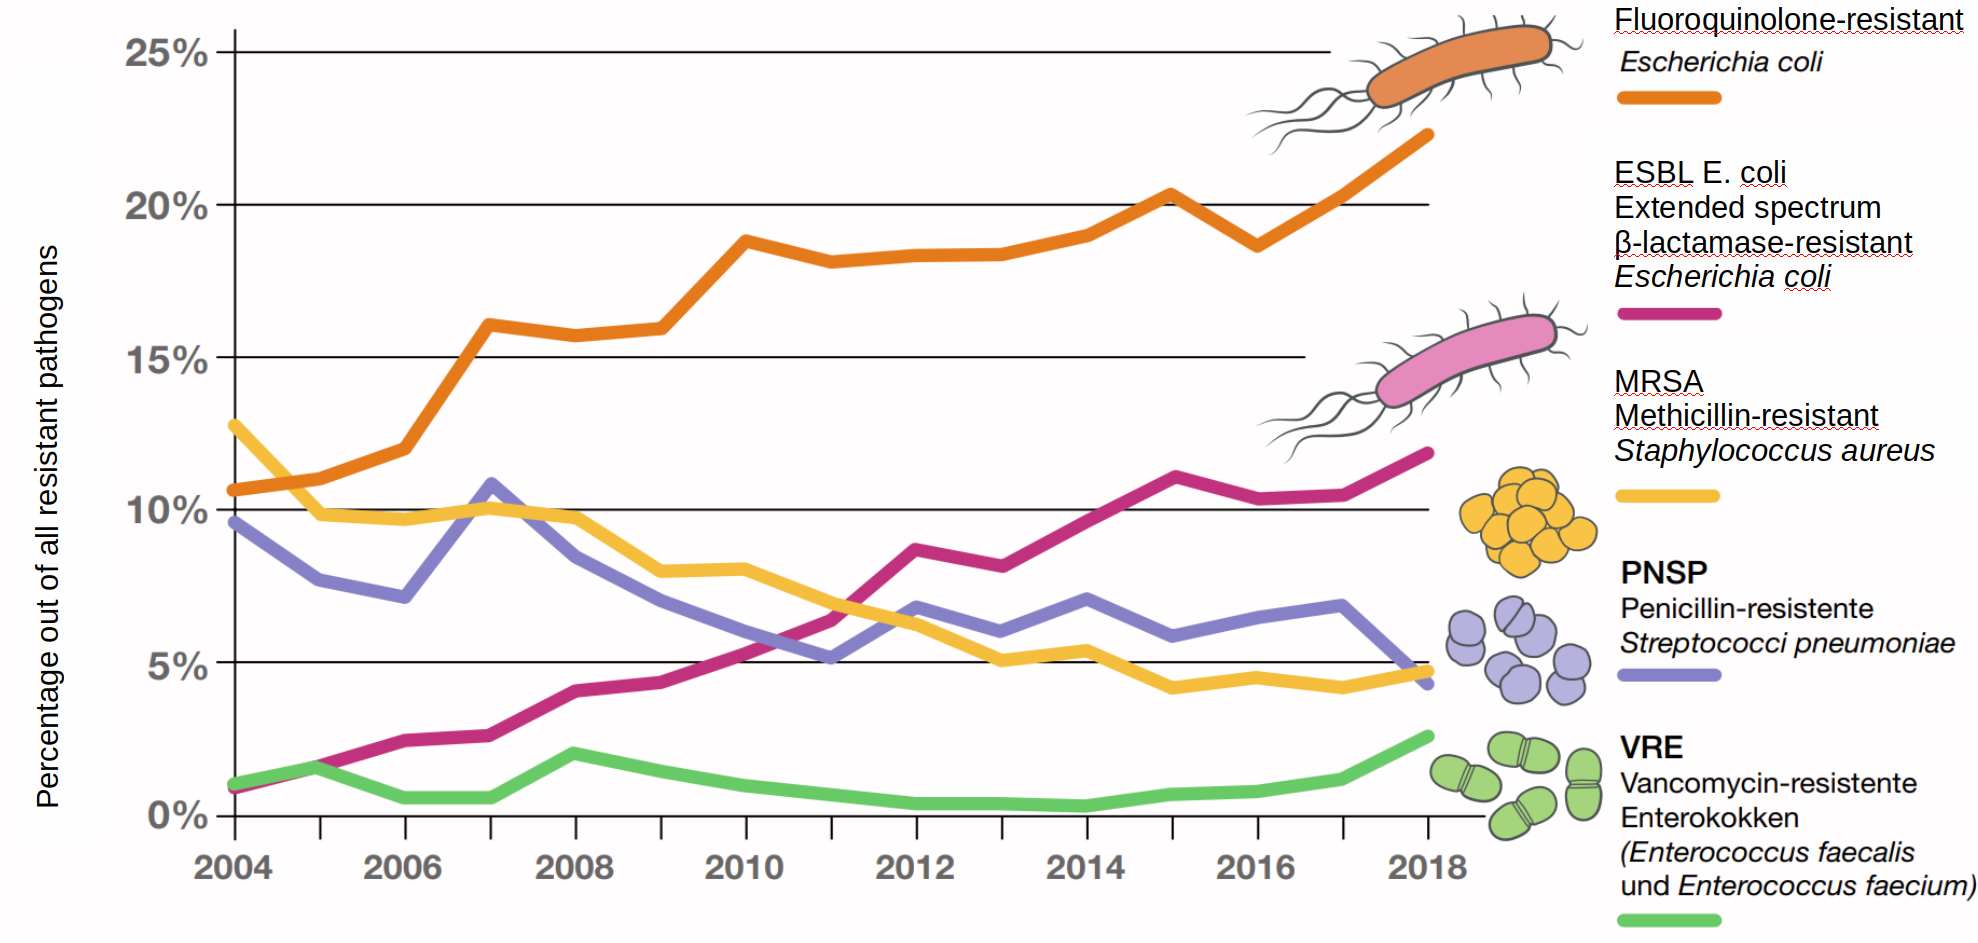 Percentage out of all resistant pathogens
25%
20%
15%
10%
5%
0%
2004 2006 2008 2010 2012 2014 2016 2018
Fluoroquinolone-resistant
Escherichia coli
ESBL E. coli
Extended spectrum
β-lactamase-resistant
Escherichia coli
MRSA
Methicillin-resistant
Staphylococcus aureus
PNSP
Penicillin-resistente
Streptococci pneumoniae
VRE
Vancomycin-resistente
Enterokokken
(Enterococcus faecalis
und Enterococcus faecium)